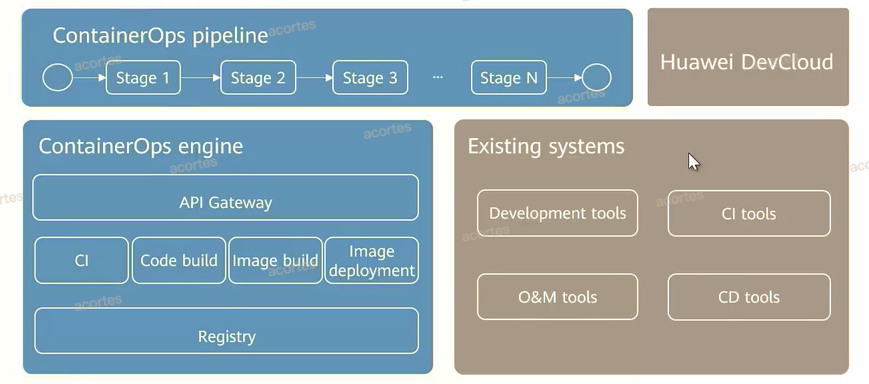 ContainerOps pipeline
Stage 1
Stage 2
Stage 3
...
Stage N
Huawei DevCloud
ContainerOps engine
API Gateway
CI
Code build
Image build
Image
deployment
Registry
Existing systems
Development tools
CI tools
O&M tools
CD tools
acortes
acortes
acortes
acortes
acortes
acortes
acortes
acortes
acortes
acortes